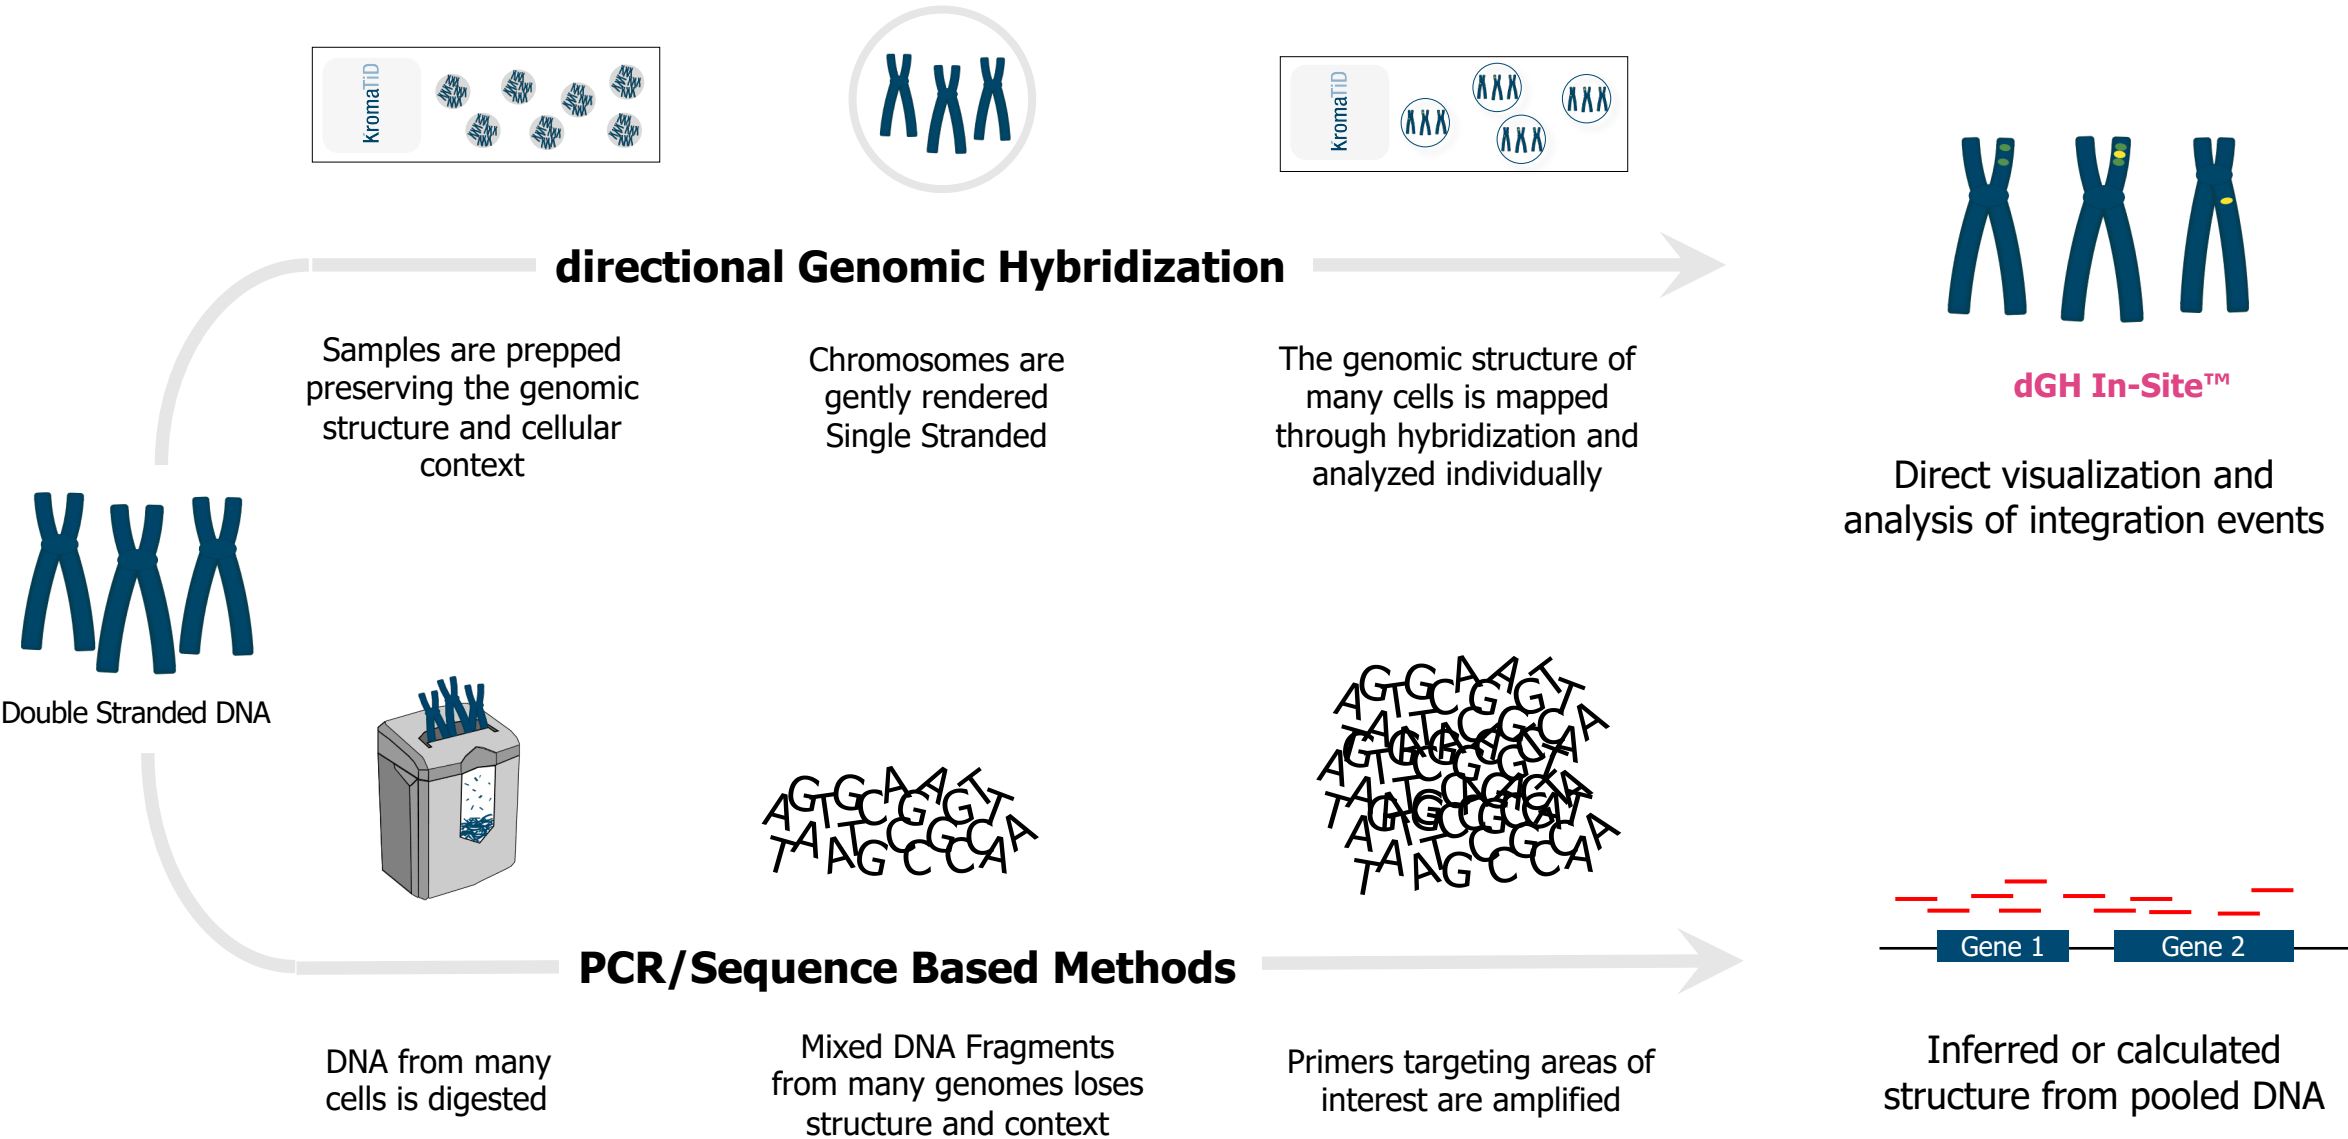 KromaTiD
KromaTiD
directional Genomic Hybridization
Samples are prepped
preserving the genomic
structure and cellular
context
Chromosomes are
gently rendered
Single Stranded
The genomic structure of
many cells is mapped
through hybridization and
analyzed individually
dGH In-Site™
Direct visualization and
analysis of integration events
Double Stranded DNA
PCR/Sequence Based Methods
DNA from many
cells is digested
Mixed DNA Fragments
from many genomes loses
structure and context
Primers targeting areas of
interest are amplified
Gene 1
Gene 2
Inferred or calculated
structure from pooled DNA